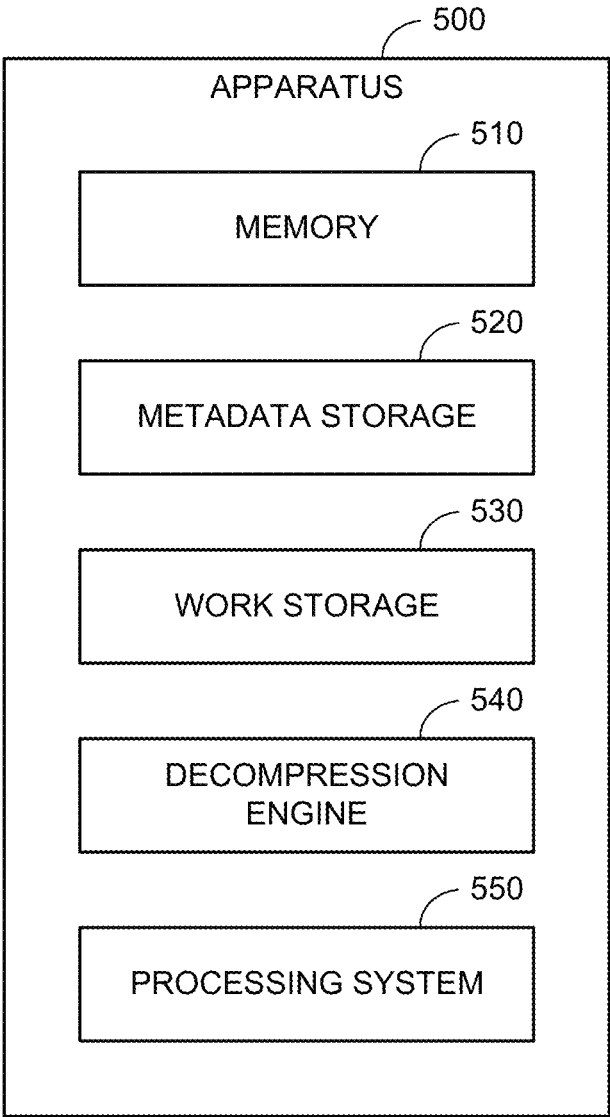 500
APPARATUS
510
MEMORY
520
METADATA STORAGE
530
WORK STORAGE
540
DECOMPRESSION
ENGINE
550
PROCESSING SYSTEM